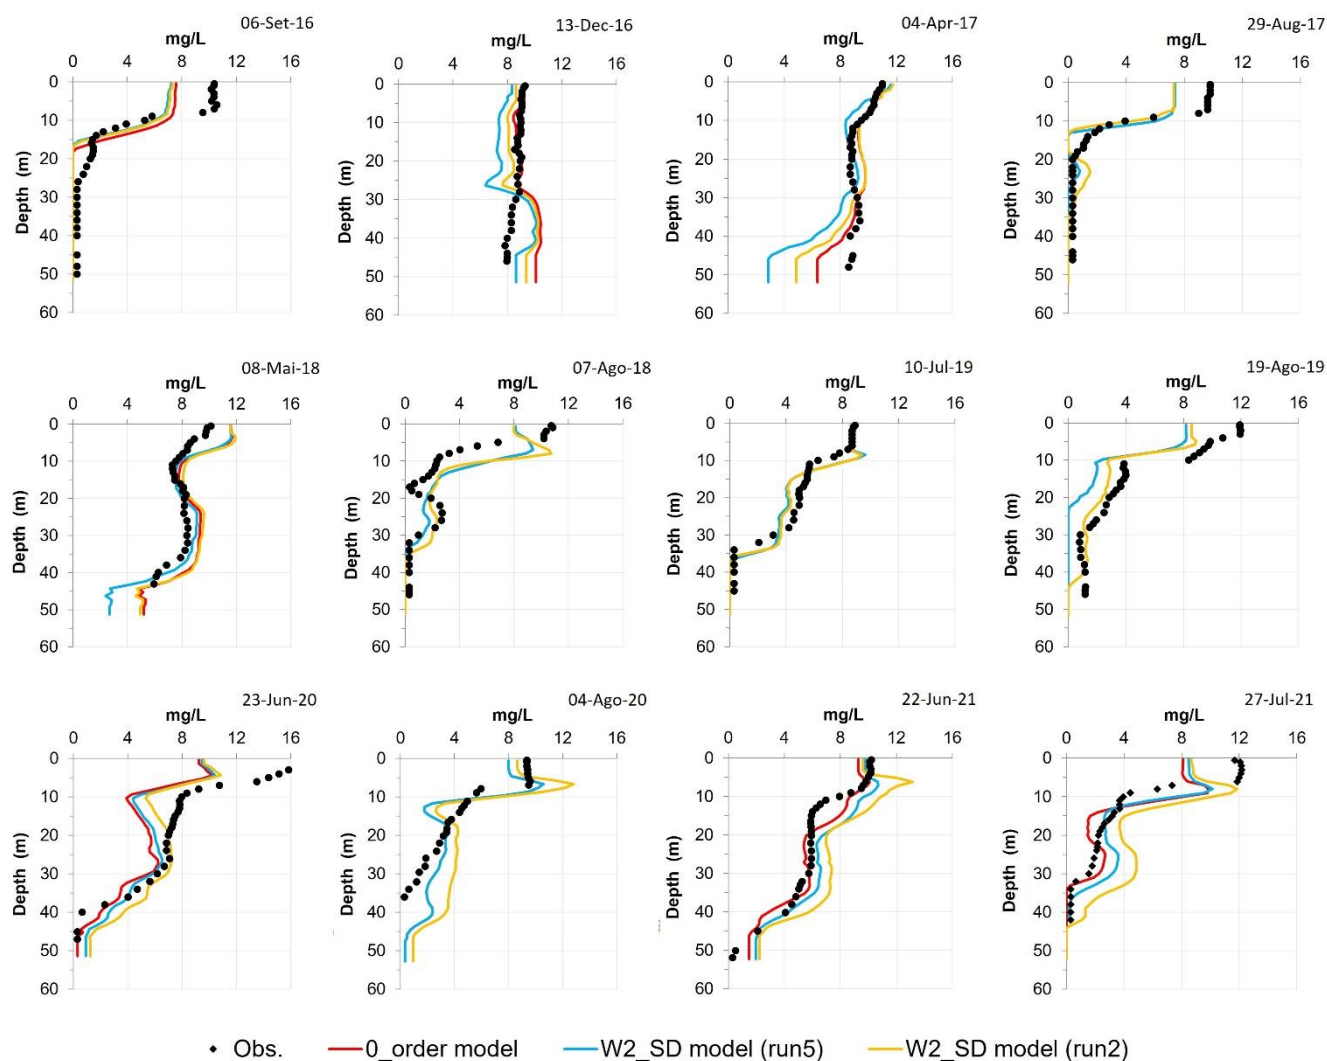 06-Set-16
mg/L
0 4 8 12 16
Depth (m)
0
10
20
30
40
50
60
13-Dec-16
mg/L
0 4 8 12 16
Depth (m)
0
10
20
30
40
50
60
04-Apr-17
mg/L
0 4 8 12 16
Depth (m)
0
10
20
30
40
50
60
29-Aug-17
mg/L
0 4 8 12 16
Depth (m)
0
10
20
30
40
50
60
08-Mai-18
mg/L
0 4 8 12 16
Depth (m)
0
10
20
30
40
50
60
07-Ago-18
mg/L
0 4 8 12 16
Depth (m)
0
10
20
30
40
50
60
10-Jul-19
mg/L
0 4 8 12 16
Depth (m)
0
10
20
30
40
50
60
19-Ago-19
mg/L
0 4 8 12 16
Depth (m)
0
10
20
30
40
50
60
23-Jun-20
mg/L
0 4 8 12 16
Depth (m)
0
10
20
30
40
50
60
04-Ago-20
mg/L
0 4 8 12 16
Depth (m)
0
10
20
30
40
50
60
22-Jun-21
mg/L
0 4 8 12 16
Depth (m)
0
10
20
30
40
50
60
27-Jul-21
mg/L
0 4 8 12 16
Depth (m)
0
10
20
30
40
50
60
Obs. 0_order model W2_SD model (run5) W2_SD model (run2)